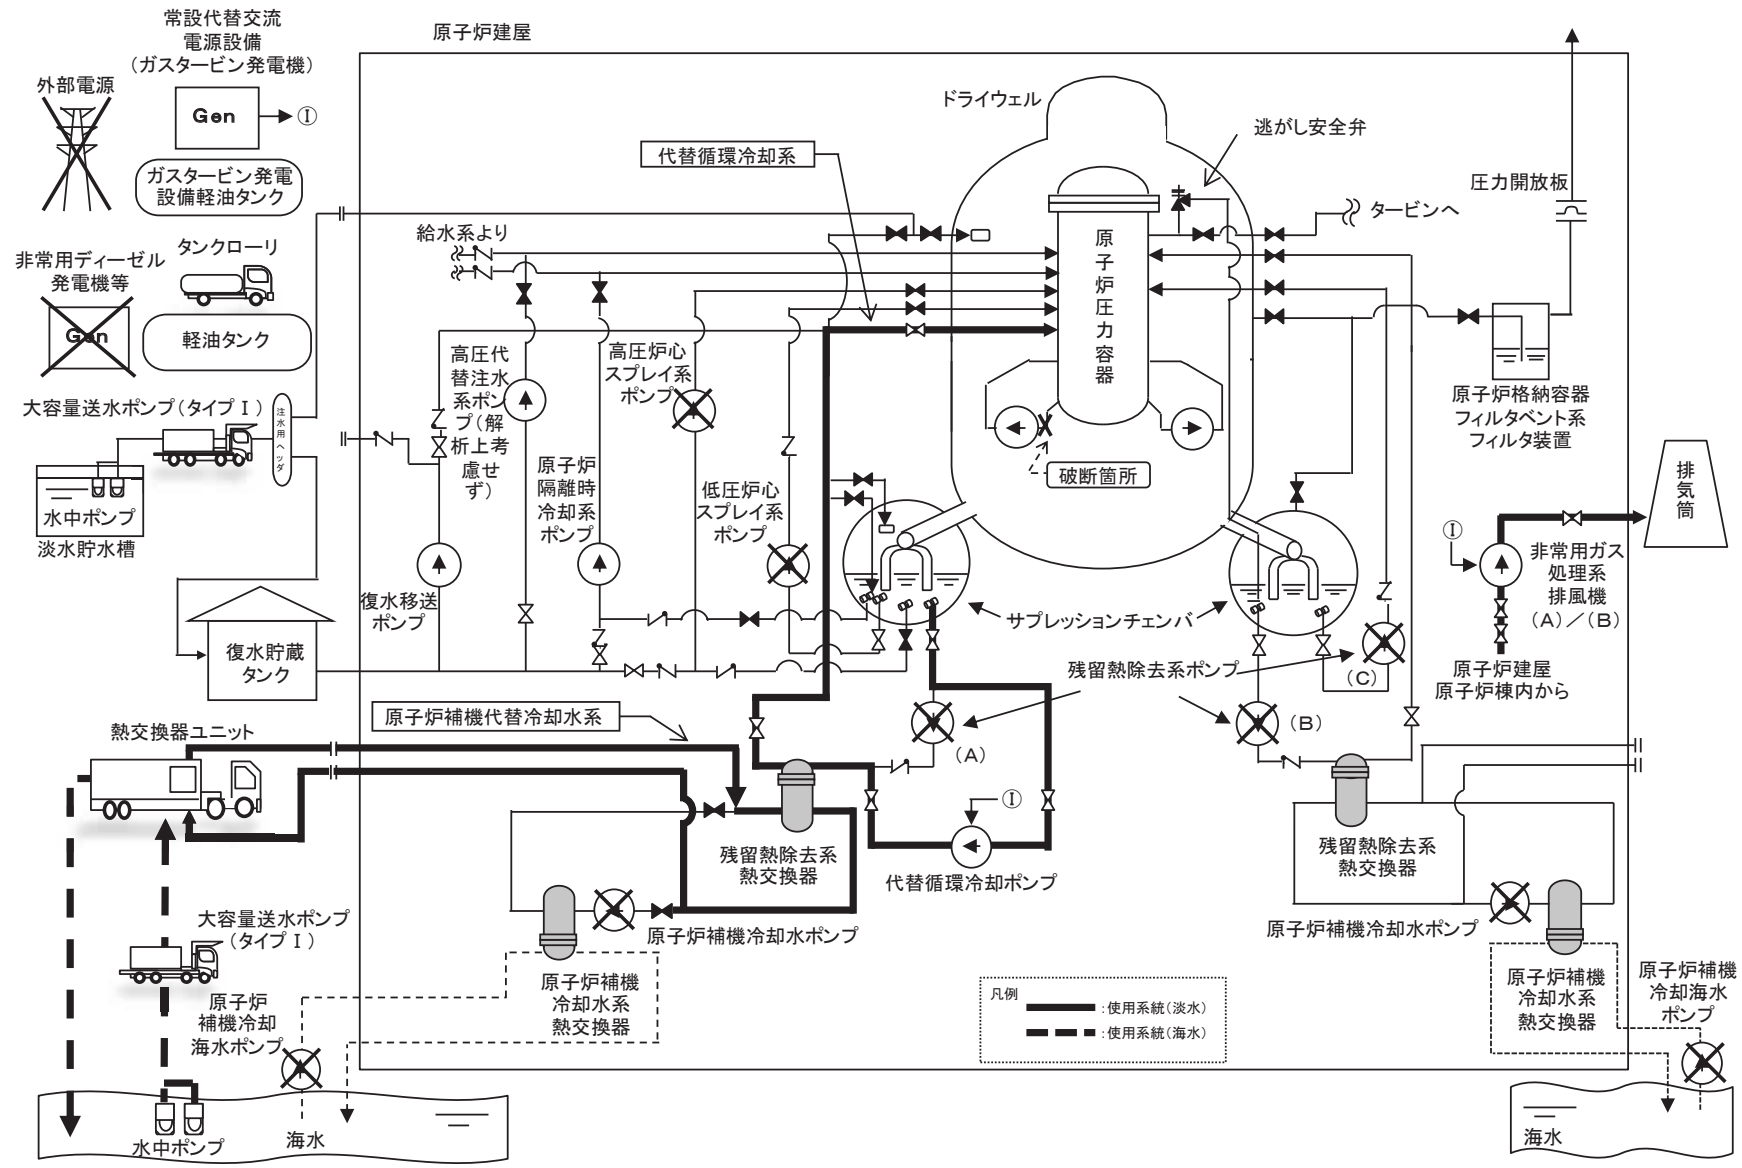 常設代替交流
電源設備
(ガスタービン発電機)
外部電源
Gen
Ⓘ
ガスタービン発電
設備軽油タンク
非常用ディーゼル
発電機等
Gen
タンクローリ
軽油タンク
大容量送水ポンプ(タイプⅠ)
注水用ヘッダ
水中ポンプ
淡水貯水槽
復水貯蔵
タンク
原子炉建屋
ドライウェル
代替循環冷却系
逃がし安全弁
圧力開放板
タービンへ
給水系より
原子炉圧力容器
高圧代
替注水
系ポン
プ(解
析上考
慮せ
ず)
高圧炉心
スプレイ系
ポンプ
原子炉
隔離時
冷却系
ポンプ
低圧炉心
スプレイ系
ポンプ
復水移送
ポンプ
破断箇所
原子炉格納容器
フィルタベント系
フィルタ装置
排気筒
Ⓘ
非常用ガス
処理系
排風機
(A)/(B)
原子炉建屋
原子炉棟内から
サプレッションチェンバ
残留熱除去系ポンプ
(A)
(B)
(C)
原子炉補機代替冷却水系
熱交換器ユニット
Ⓘ
残留熱除去系
熱交換器
代替循環冷却ポンプ
残留熱除去系
熱交換器
大容量送水ポンプ
(タイプⅠ)
原子炉補機冷却水ポンプ
原子炉補機冷却水ポンプ
原子炉補機
冷却水系
熱交換器
原子炉
補機冷却
海水ポンプ
凡例
:使用系統(淡水)
:使用系統(海水)
原子炉補機
冷却水系
熱交換器
原子炉補機
冷却海水
ポンプ
水中ポンプ
海水
海水